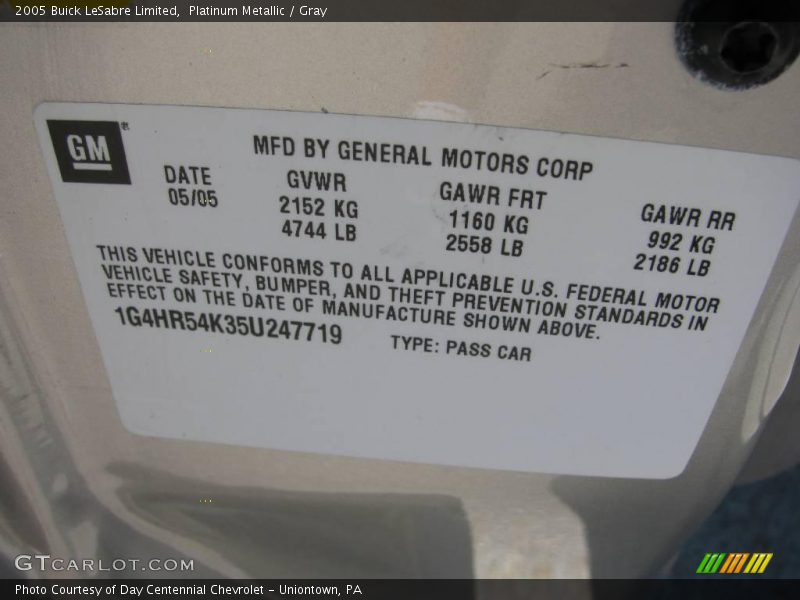 2005 Buick LeSabre Limited, Platinum Metallic / Gray
GM
MFD BY GENERAL MOTORS CORP
DATE GVWR GAWR FRT GAWR RR
05/05 2152 KG 1160 KG 992 KG
4744 LB 2558 LB 2186 LB
THIS VEHICLE CONFORMS TO ALL APPLICABLE U.S. FEDERAL MOTOR
VEHICLE SAFETY, BUMPER, AND THEFT PREVENTION STANDARDS IN
EFFECT ON THE DATE OF MANUFACTURE SHOWN ABOVE.
1G4HR54K35U247719 TYPE: PASS CAR
GTCARLOT.COM
Photo Courtesy of Day Centennial Chevrolet - Uniontown, PA